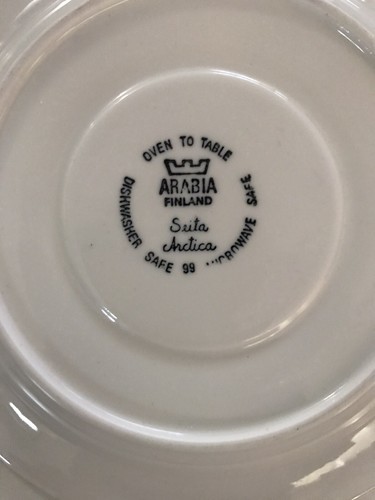 OVEN TO TABLE
ARABIA
FINLAND
Seita
Arctica
DISHWASHER SAFE 99 MICROWAVE SAFE